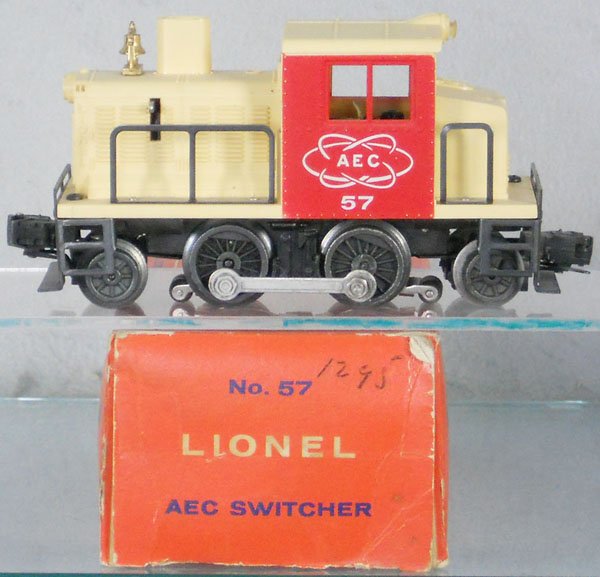 AEC
57
No. 57 1295
LIONEL
AEC SWITCHER